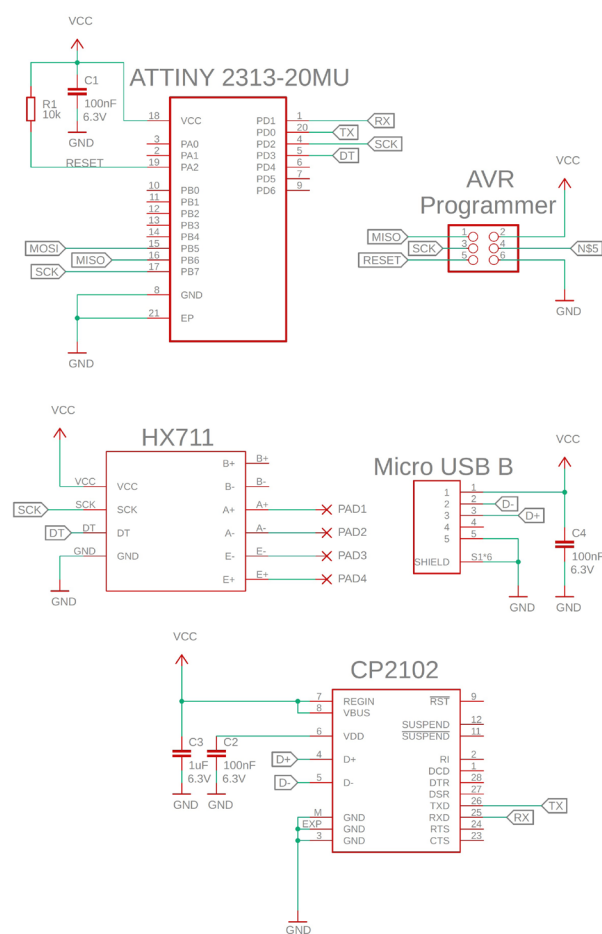 VCC
ATTINY 2313-20MU
C1
100nF
6.3V
GND
R1
10k
RESET
18 VCC
3 PA0
2 PA1
19 PA2
10 PB0
11 PB1
12 PB2
13 PB3
14 PB4
MOSI 15 PB5
MISO 16 PB6
SCK 17 PB7
8 GND
21 EP
GND
PD1 1 RX
PD0 20 TX
PD2 4 SCK
PD3 5 DT
PD4 6
PD5 7
PD6 9
VCC
AVR
Programmer
MISO 1 2
SCK 3 4 N$5
RESET 5 6
GND
VCC
HX711
VCC VCC
SCK SCK SCK
DT DT DT
GND GND
GND
B+ B+
B- B-
A+ A+ PAD1
A- A- PAD2
E- E- PAD3
E+ E+ PAD4
VCC
Micro USB B
1 1
2 2 D-
3 3 D+
4 4
5 5
SHIELD S1*6
C4
100nF
6.3V
GND
GND
VCC
CP2102
7 REGIN
8 VBUS
6 VDD
D+ 4 D+
D- 5 D-
M GND
EXP GND
3 GND
C3
1uF
6.3V
GND
C2
100nF
6.3V
GND
RST 9
SUSPEND 12
SUSPEND 11
RI 2
DCD 1
DTR 28
DSR 27
TXD 26 TX
RXD 25 RX
RTS 24
CTS 23
GND